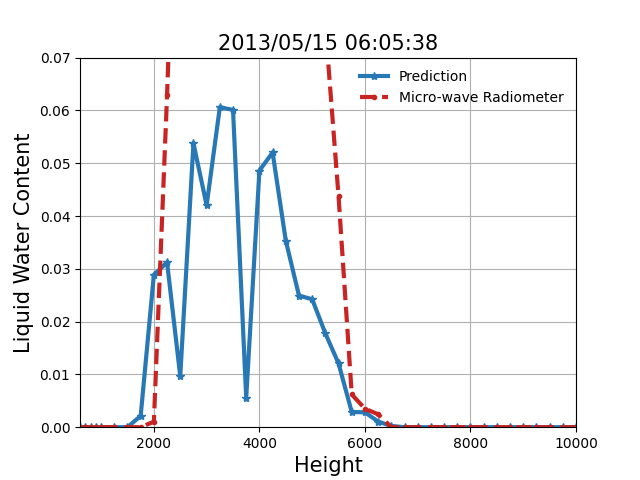 2013/05/15 06:05:38
0.07
0.06
0.05
0.04
0.03
0.02
0.01
0.00
Liquid Water Content
Prediction
Micro-wave Radiometer
2000 4000 6000 8000 10000
Height